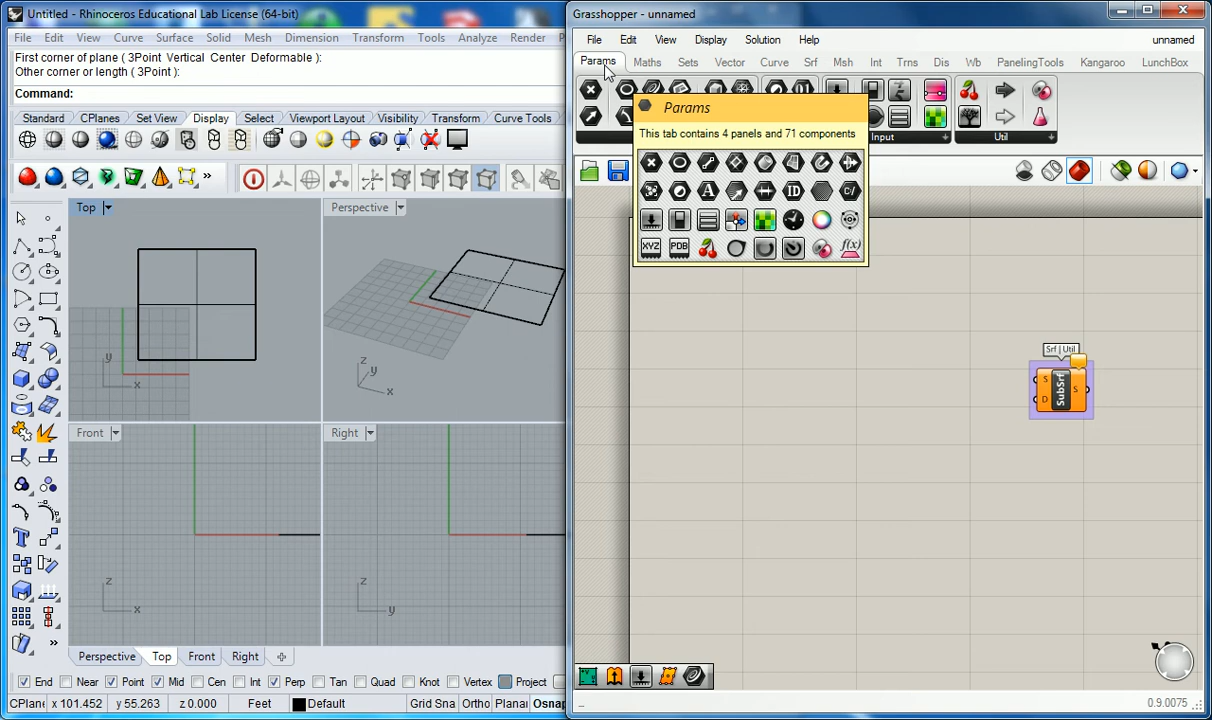 Untitled - Rhinoceros Educational Lab License (64-bit)
File Edit View Curve Surface Solid Mesh Dimension Transform Tools Analyze Render
First corner of plane ( 3Point Vertical Center Deformable ):
Other corner or length ( 3Point ):
Command:
Standard CPlanes Set View Display Select Viewport Layout Visibility Transform Curve Tools
Top
Perspective
y
x
z
y
x
Front
Right
z
x
z
y
Perspective Top Front Right
End Near Point Mid Cen Int Perp Tan Quad Knot Vertex Project
CPlane x 101.452 y 55.263 z 0.000 Feet Default Grid Sna Ortho Planar Osnap
Grasshopper - unnamed
File Edit View Display Solution Help unnamed
Params Maths Sets Vector Curve Srf Msh Int Trns Dis Wb PanelingTools Kangaroo LunchBox
Input Util
Params
This tab contains 4 panels and 71 components
A ID C/
XYZ PDB f(x)
Srf | Util
S
D
SubSrf
S
0.9.0075